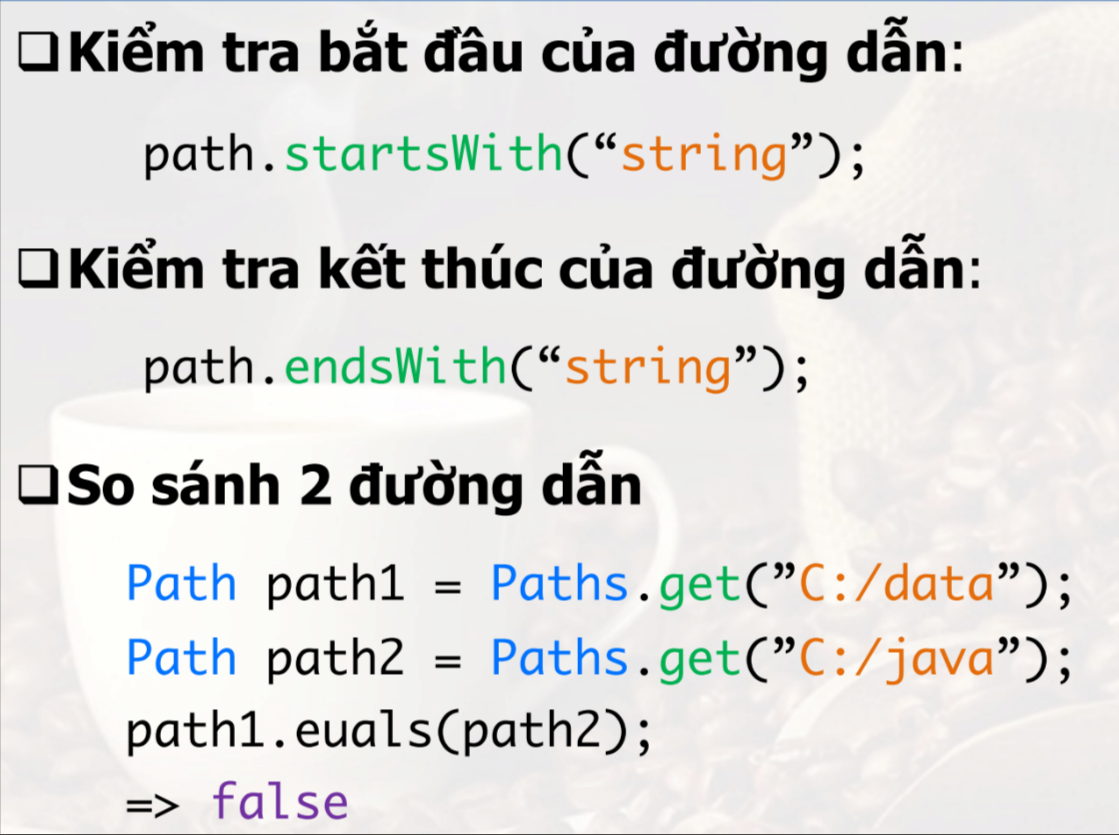 ❑Kiểm tra bắt đầu của đường dẫn:
path.startsWith(“string”);
❑Kiểm tra kết thúc của đường dẫn:
path.endsWith(“string”);
❑So sánh 2 đường dẫn
Path path1 = Paths.get(”C:/data”);
Path path2 = Paths.get(”C:/java”);
path1.euals(path2);
=> false